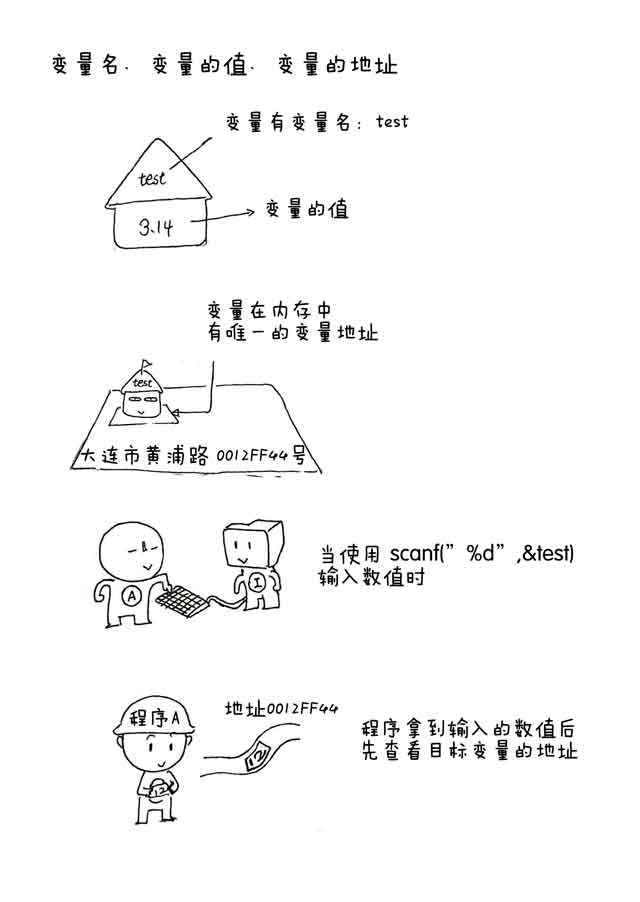 变量名. 变量的值. 变量的地址
变量有变量名: test
test
3.14
变量的值
变量在内存中
有唯一的变量地址
test
大连市黄浦路 0012FF44号
当使用 scanf(”%d”,&test)
输入数值时
A
I
程序A
地址0012FF44
12
12
程序拿到输入的数值后
先查看目标变量的地址